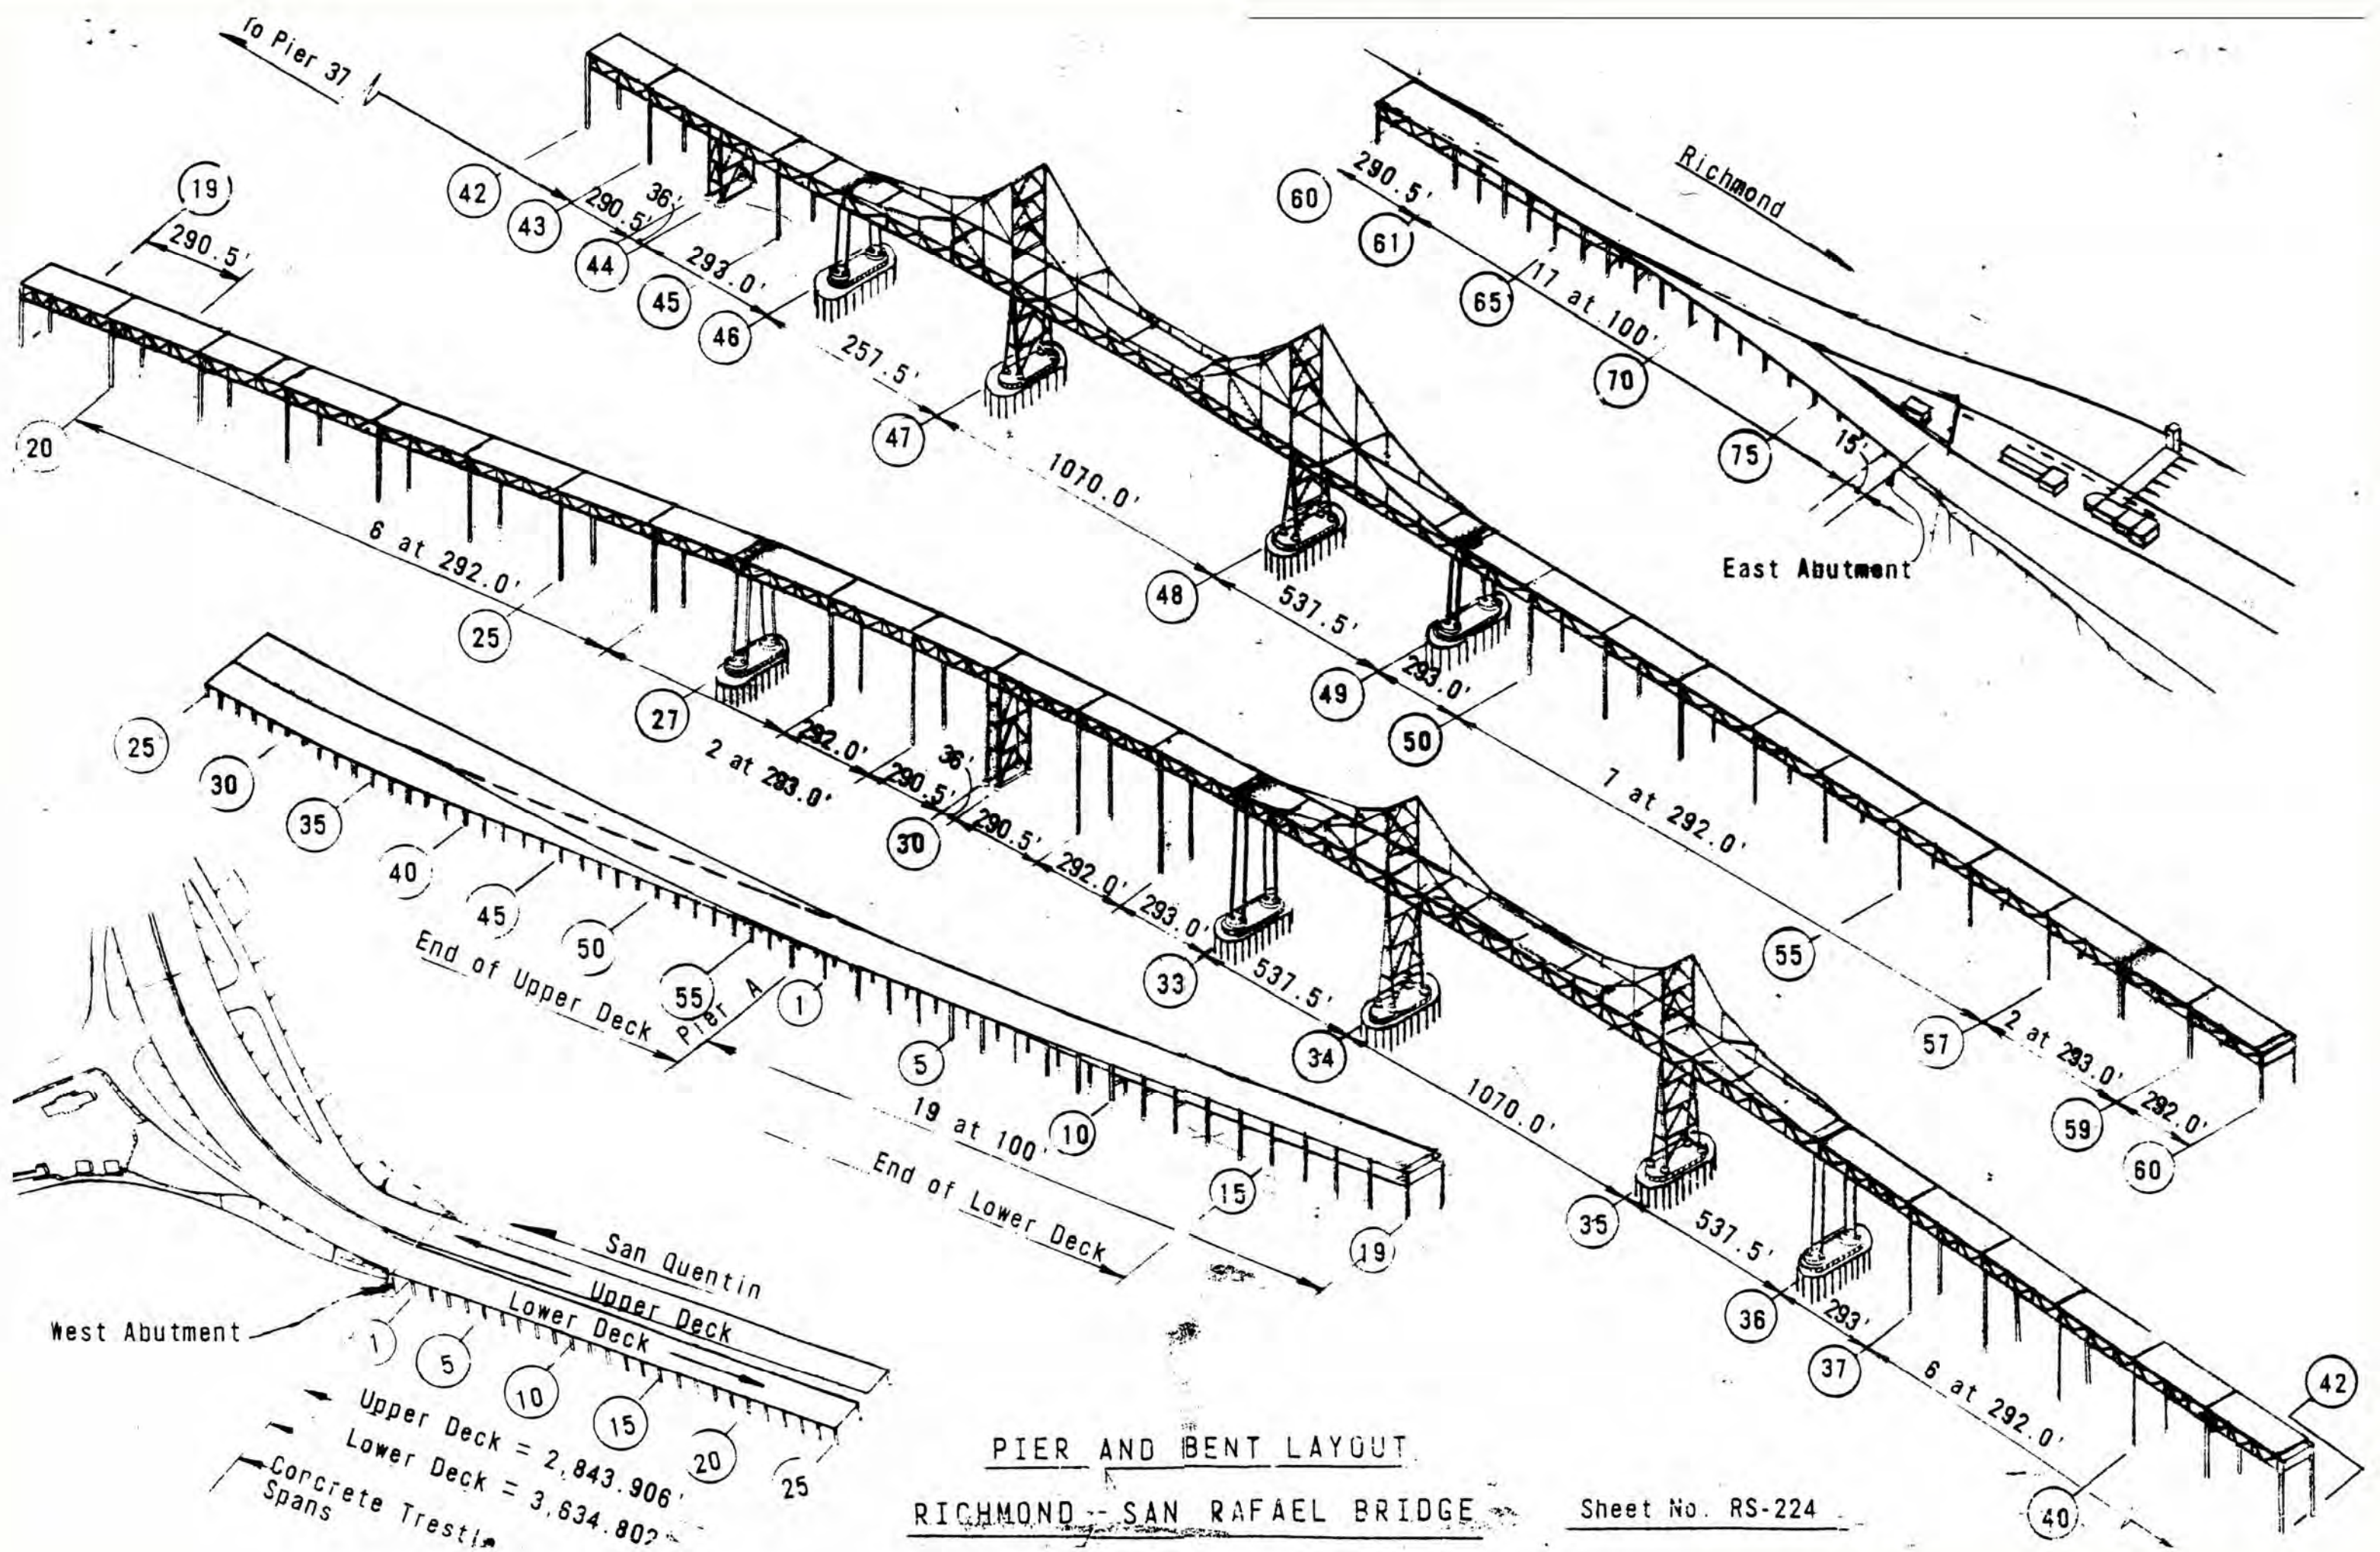 To Pier 37
42
43
290.5'
36'
44
293.0'
45
46
257.5'
47
1070.0'
48
537.5'
49
293.0'
50
7 at 292.0'
55
57
2 at 293.0'
59
292.0'
60
Richmond
60
290.5'
61
65
17 at 100'
70
75
15'
East Abutment
19
290.5'
20
6 at 292.0'
25
27
2 at 293.0'
292.0'
290.5'
36'
30
290.5'
292.0'
293.0'
33
537.5'
34
1070.0'
35
537.5'
36
293'
37
6 at 292.0'
40
42
25
30
35
40
45
50
55
End of Upper Deck
Pier A
1
5
19 at 100'
10
End of Lower Deck
15
19
San Quentin
Upper Deck
Lower Deck
West Abutment
1
5
10
15
20
25
Upper Deck = 2,843.906'
Lower Deck = 3,634.802'
Concrete Trestle
Spans
PIER AND BENT LAYOUT
RICHMOND - SAN RAFAEL BRIDGE
Sheet No. RS-224